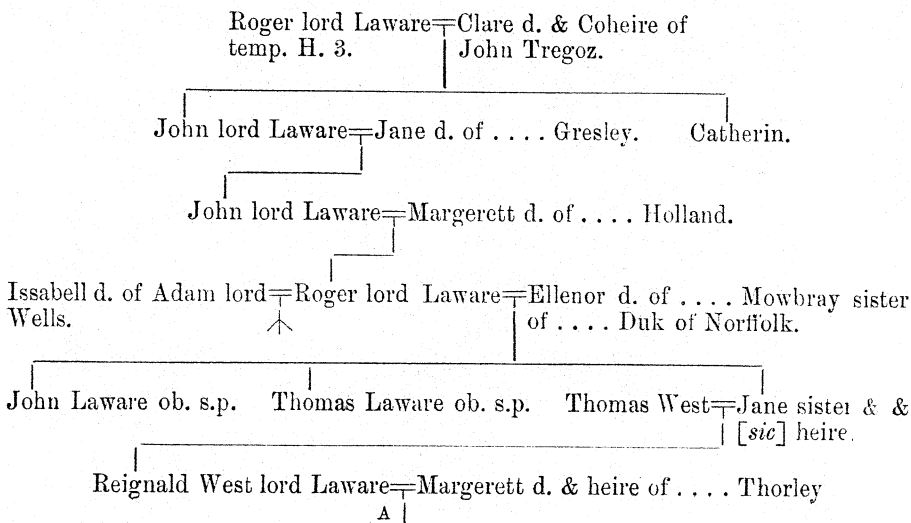 Roger lord Laware Clare d. & Coheire of
temp. H. 3. John Tregoz.
John lord Laware Jane d. of . . . . Gresley. Catherin.
John lord Laware Margerett d. of . . . . Holland.
Issabell d. of Adam lord Roger lord Laware Ellenor d. of . . . . Mowbray sister
Wells. of . . . . Duk of Norffolk.
John Laware ob. s.p. Thomas Laware ob. s.p. Thomas West Jane sister & &
[sic] heire.
Reignald West lord Laware Margerett d. & heire of . . . . Thorley
A